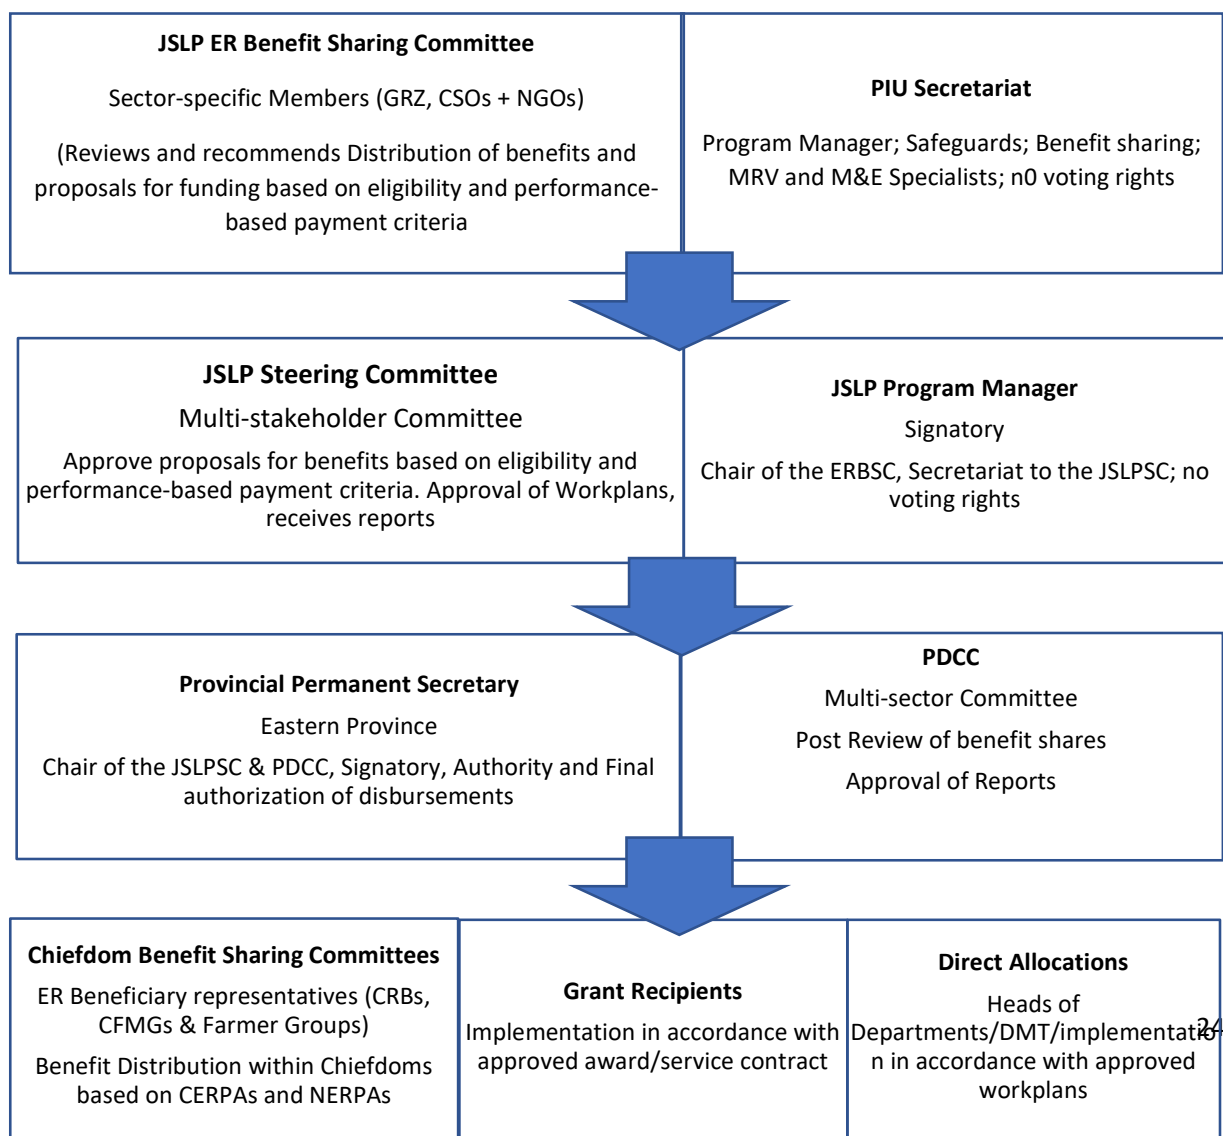 JSLP ER Benefit Sharing Committee
Sector-specific Members (GRZ, CSOs + NGOs)
(Reviews and recommends Distribution of benefits and
proposals for funding based on eligibility and performance-
based payment criteria
PIU Secretariat
Program Manager; Safeguards; Benefit sharing;
MRV and M&E Specialists; n0 voting rights
JSLP Steering Committee
Multi-stakeholder Committee
Approve proposals for benefits based on eligibility and
performance-based payment criteria. Approval of Workplans,
receives reports
JSLP Program Manager
Signatory
Chair of the ERBSC, Secretariat to the JSLPSC; no
voting rights
Provincial Permanent Secretary
Eastern Province
Chair of the JSLPSC & PDCC, Signatory, Authority and Final
authorization of disbursements
PDCC
Multi-sector Committee
Post Review of benefit shares
Approval of Reports
Chiefdom Benefit Sharing Committees
ER Beneficiary representatives (CRBs,
CFMGs & Farmer Groups)
Benefit Distribution within Chiefdoms
based on CERPAs and NERPAs
Grant Recipients
Implementation in accordance with
approved award/service contract
Direct Allocations
Heads of
Departments/DMT/implementatio
n in accordance with approved
workplans
24